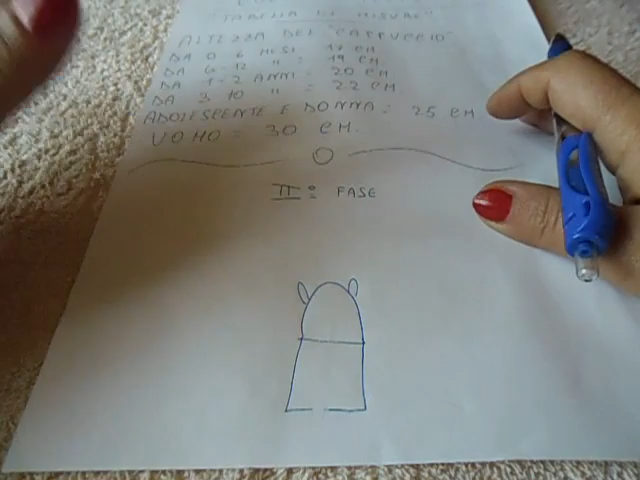 "TABELLA DI MISURE"
ALTEZZA DEL "CAPPUCCIO"
DA 0 6 MESI = 17 CM
DA 6-12 " = 19 CM
DA 1-2 ANNI = 20 CM
DA 3-10 " = 22 CM.
ADOLESCENTE E DONNA = 25 CM
UOMO = 30 CM.
II° FASE